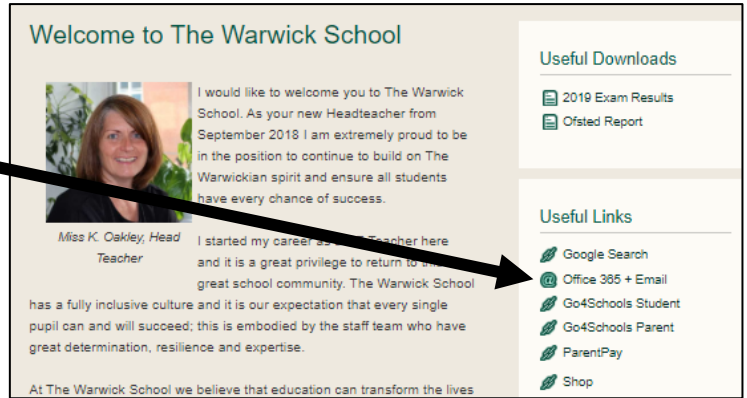 Welcome to The Warwick School
I would like to welcome you to The Warwick
School. As your new Headteacher from
September 2018 I am extremely proud to be
in the position to continue to build on The
Warwickian spirit and ensure all students
have every chance of success.
Miss K. Oakley, Head
Teacher
I started my career as Teacher here
and it is a great privilege to return to
great school community. The Warwick School
has a fully inclusive culture and it is our expectation that every single
pupil can and will succeed; this is embodied by the staff team who have
great determination, resilience and expertise.
At The Warwick School we believe that education can transform the lives
Useful Downloads
2019 Exam Results
Ofsted Report
Useful Links
Google Search
Office 365 + Email
Go4Schools Student
Go4Schools Parent
ParentPay
Shop